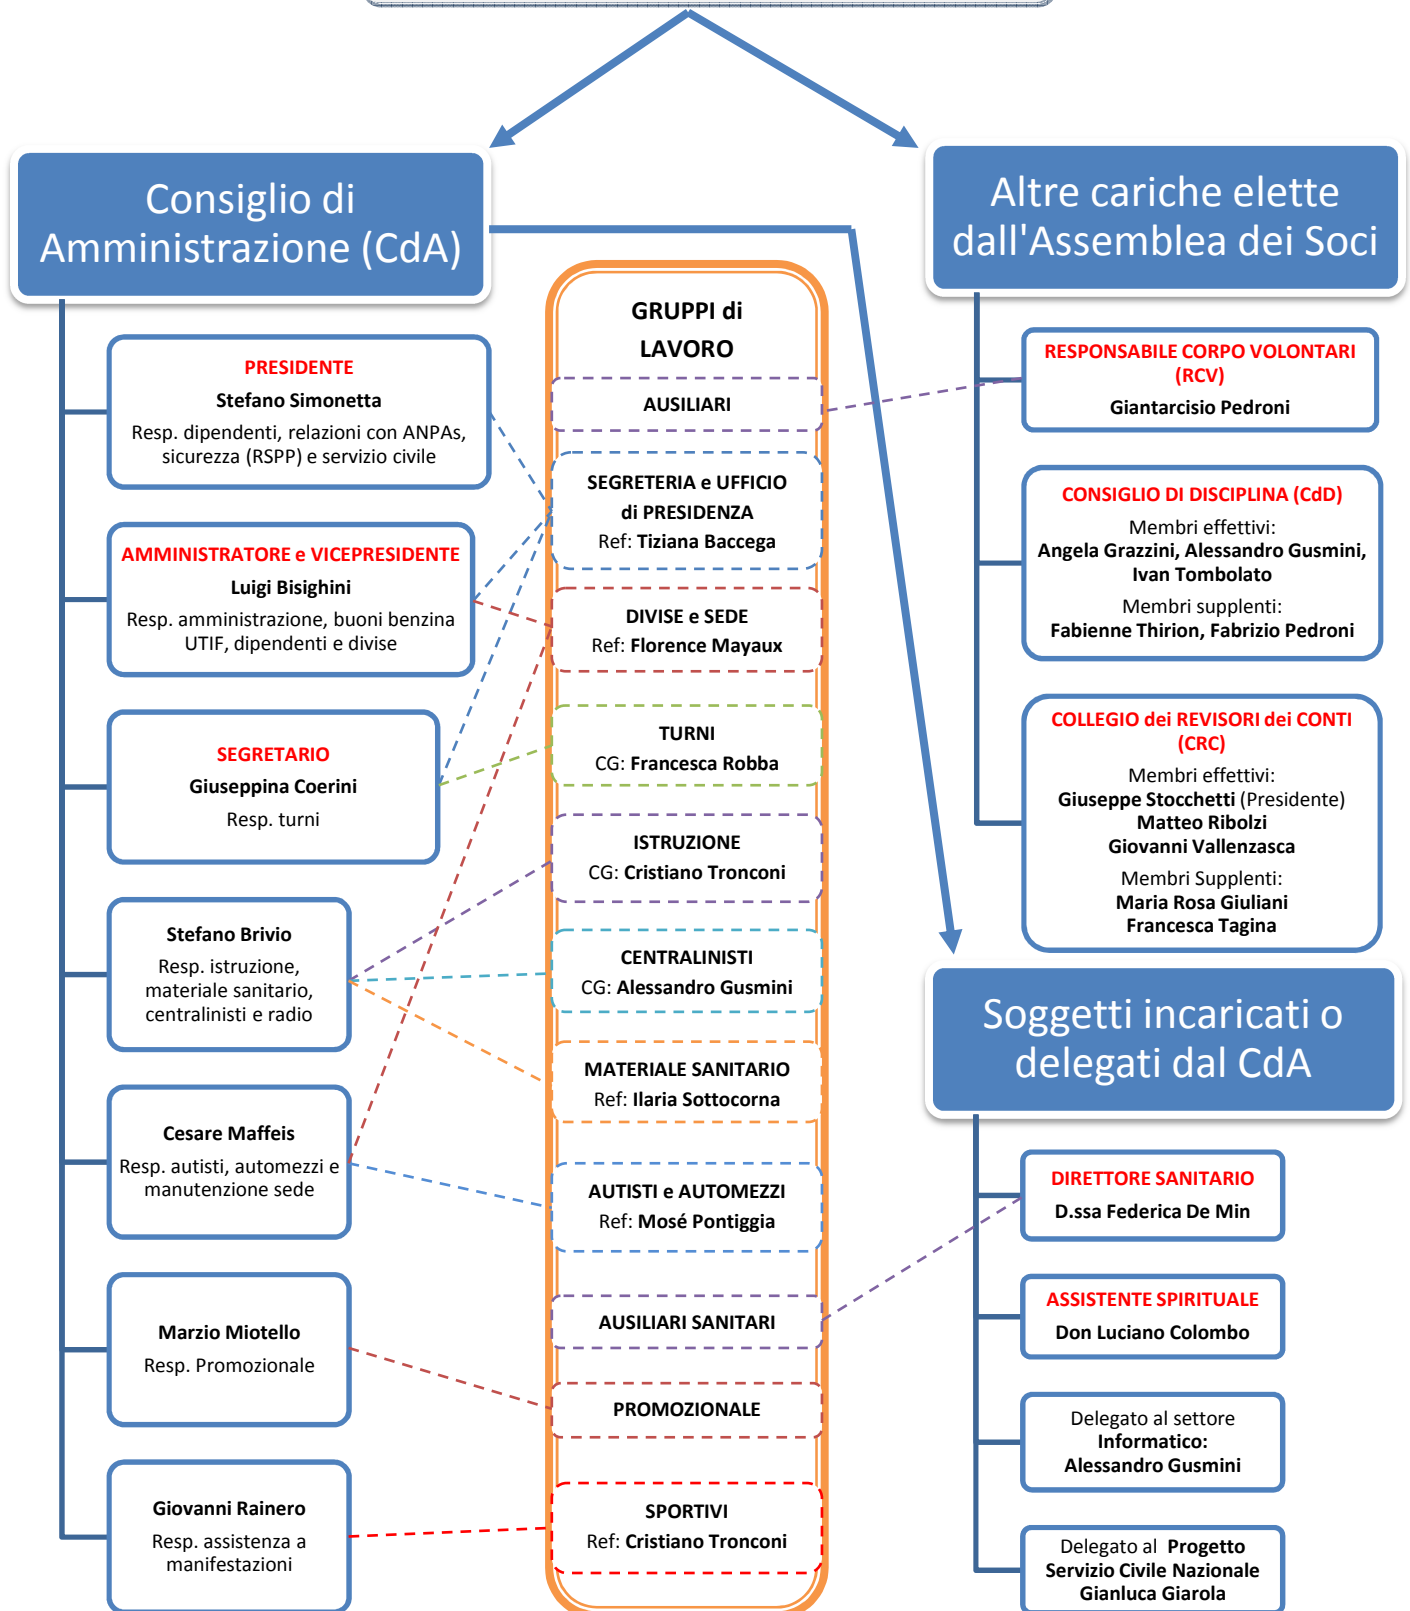 Consiglio di
Amministrazione (CdA)
PRESIDENTE
Stefano Simonetta
Resp. dipendenti, relazioni con ANPAs,
sicurezza (RSPP) e servizio civile
AMMINISTRATORE e VICEPRESIDENTE
Luigi Bisighini
Resp. amministrazione, buoni benzina
UTIF, dipendenti e divise
SEGRETARIO
Giuseppina Coerini
Resp. turni
Stefano Brivio
Resp. istruzione,
materiale sanitario,
centralinisti e radio
Cesare Maffeis
Resp. autisti, automezzi e
manutenzione sede
Marzio Miotello
Resp. Promozionale
Giovanni Rainero
Resp. assistenza a
manifestazioni
GRUPPI di
LAVORO
AUSILIARI
SEGRETERIA e UFFICIO
di PRESIDENZA
Ref: Tiziana Baccega
DIVISE e SEDE
Ref: Florence Mayaux
TURNI
CG: Francesca Robba
ISTRUZIONE
CG: Cristiano Tronconi
CENTRALINISTI
CG: Alessandro Gusmini
MATERIALE SANITARIO
Ref: Ilaria Sottocorna
AUTISTI e AUTOMEZZI
Ref: Mosé Pontiggia
AUSILIARI SANITARI
PROMOZIONALE
SPORTIVI
Ref: Cristiano Tronconi
Altre cariche elette
dall'Assemblea dei Soci
RESPONSABILE CORPO VOLONTARI
(RCV)
Giantarcisio Pedroni
CONSIGLIO DI DISCIPLINA (CdD)
Membri effettivi:
Angela Grazzini, Alessandro Gusmini,
Ivan Tombolato
Membri supplenti:
Fabienne Thirion, Fabrizio Pedroni
COLLEGIO dei REVISORI dei CONTI
(CRC)
Membri effettivi:
Giuseppe Stocchetti (Presidente)
Matteo Ribolzi
Giovanni Vallenzasca
Membri Supplenti:
Maria Rosa Giuliani
Francesca Tagina
Soggetti incaricati o
delegati dal CdA
DIRETTORE SANITARIO
D.ssa Federica De Min
ASSISTENTE SPIRITUALE
Don Luciano Colombo
Delegato al settore
Informatico:
Alessandro Gusmini
Delegato al Progetto
Servizio Civile Nazionale
Gianluca Giarola